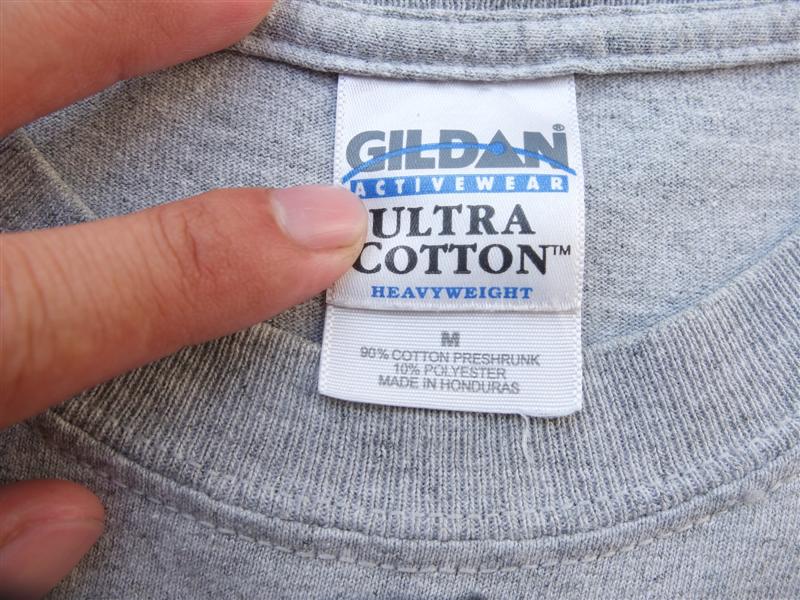 GILDAN®
ACTIVEWEAR
ULTRA
COTTON™
HEAVYWEIGHT
M
90% COTTON PRESHRUNK
10% POLYESTER
MADE IN HONDURAS